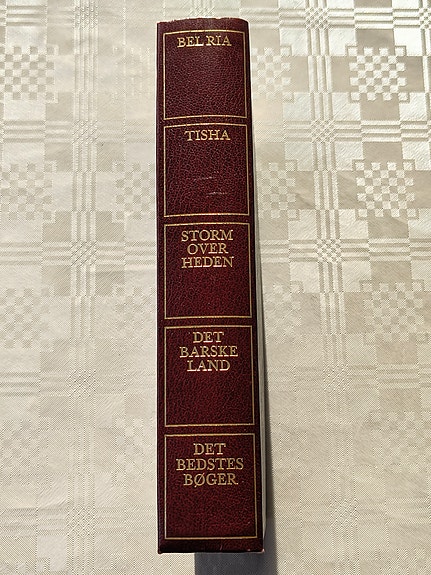 BEL RIA
TISHA
STORM
OVER
HEDEN
DET
BARSKE
LAND
DET
BEDSTES
BØGER